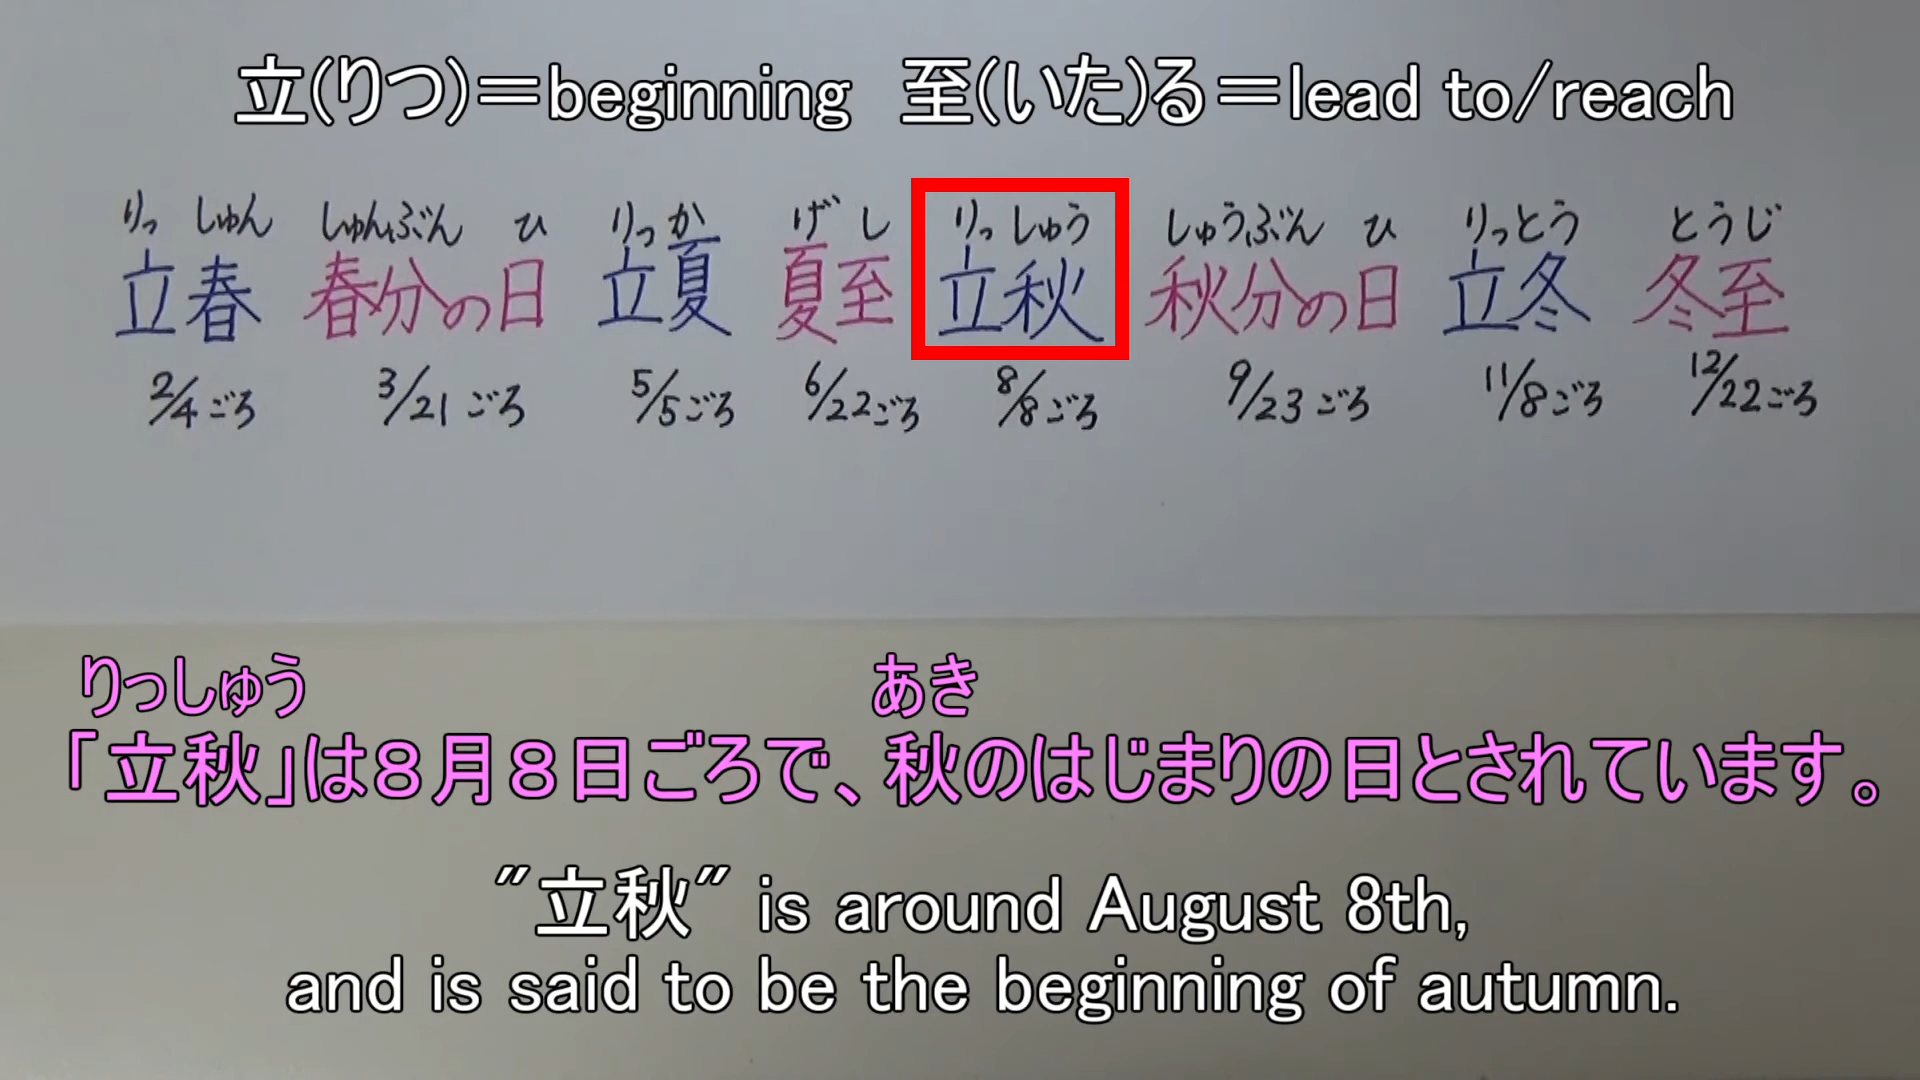 立(りつ)＝beginning 至(いた)る＝lead to/reach
りっ しゅん しゅんぶん ひ りっか げし りっしゅう しゅうぶん ひ りっとう とうじ
立春 春分の日 立夏 夏至 立秋 秋分の日 立冬 冬至
2/4ごろ 3/21ごろ 5/5ごろ 6/22ごろ 8/8ごろ 9/23ごろ 11/8ごろ 12/22ごろ
りっしゅう あき
「立秋」は８月８日ごろで、秋のはじまりの日とされています。
"立秋" is around August 8th,
and is said to be the beginning of autumn.